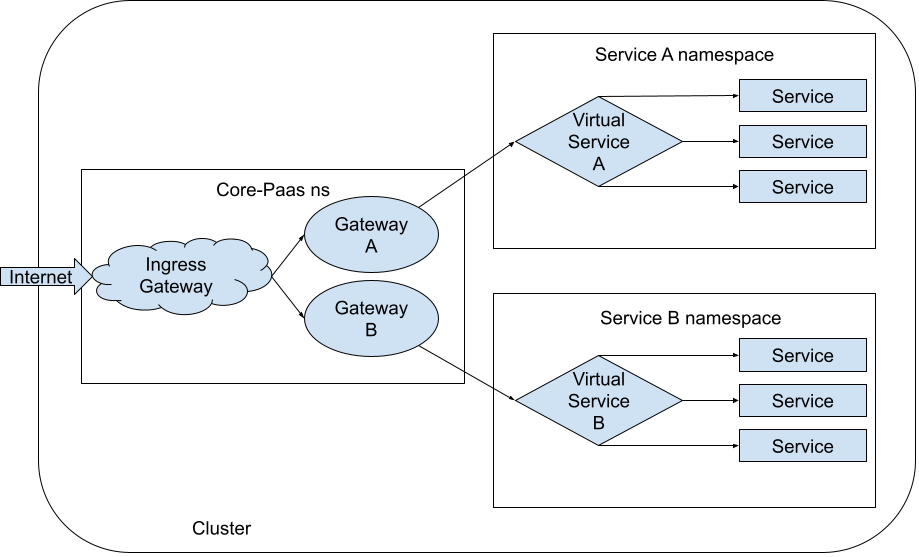 Internet
Core-Paas ns
Ingress
Gateway
Gateway
A
Gateway
B
Service A namespace
Virtual
Service
A
Service
Service
Service
Service B namespace
Virtual
Service
B
Service
Service
Service
Cluster